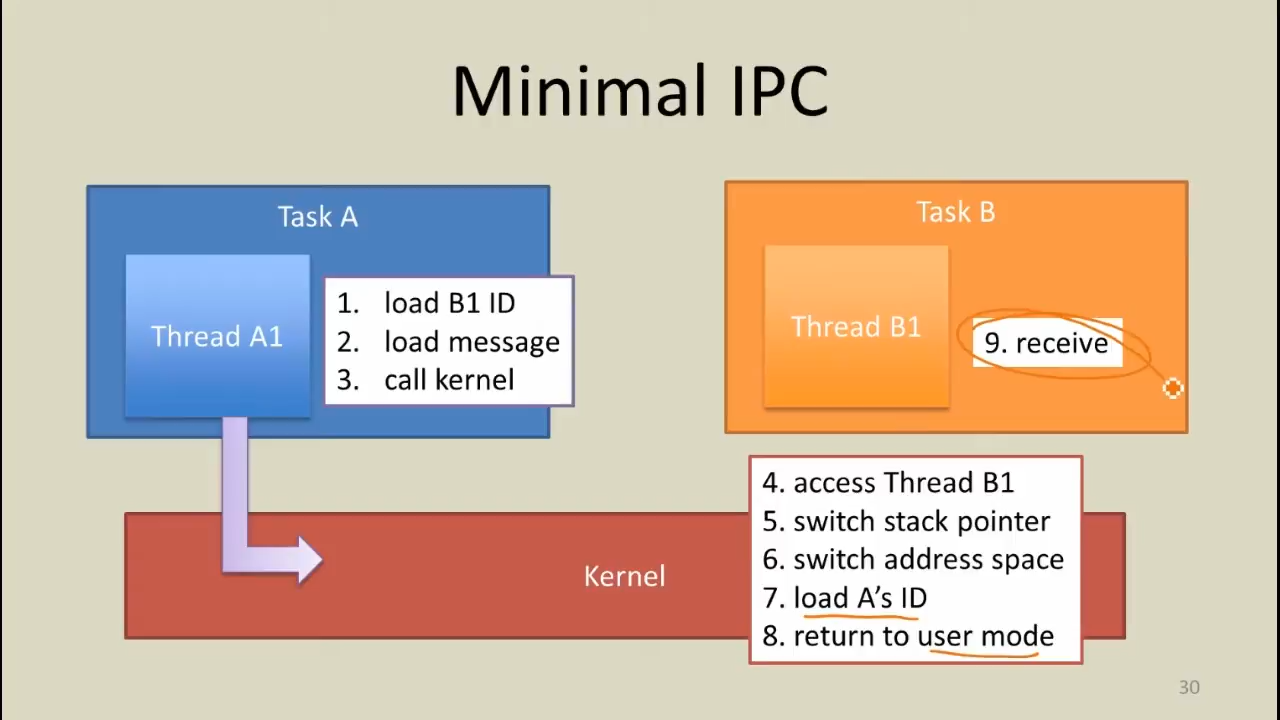 Minimal IPC
Task A
Thread A1
1. load B1 ID
2. load message
3. call kernel
Task B
Thread B1
9. receive
Kernel
4. access Thread B1
5. switch stack pointer
6. switch address space
7. load A’s ID
8. return to user mode
30